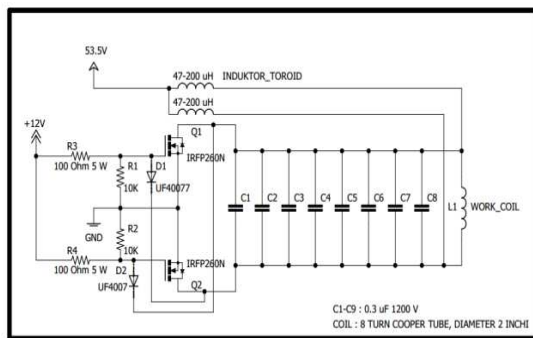 53.5V
47-200 uH INDUKTOR_TOROID
47-200 uH
+12V
Q1
R3
100 Ohm 5 W
R1
10K
D1
IRFP260N
UF40077
GND
R2
10K
C1 C2 C3 C4 C5 C6 C7 C8
L1 WORK_COIL
R4
100 Ohm 5 W
D2
UF4007
IRFP260N
Q2
C1-C9 : 0.3 uF 1200 V
COIL : 8 TURN COOPER TUBE, DIAMETER 2 INCHI